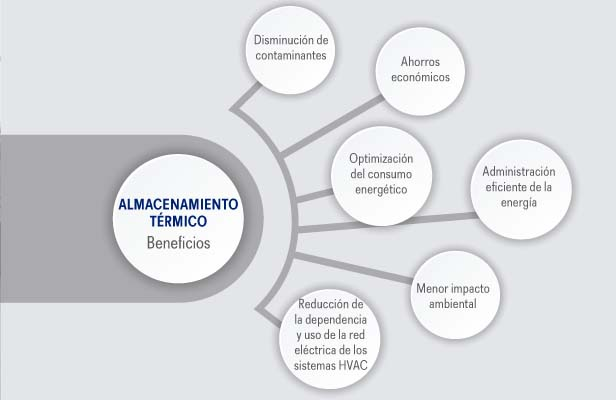 Disminución de
contaminantes
Ahorros
económicos
Optimización
del consumo
energético
Administración
eficiente de la
energía
ALMACENAMIENTO
TÉRMICO
Beneficios
Menor impacto
ambiental
Reducción de
la dependencia
y uso de la red
eléctrica de los
sistemas HVAC